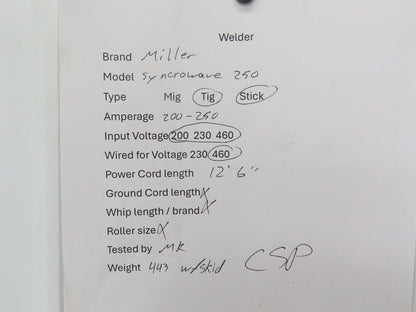 Welder
Brand Miller
Model Syncrowave 250
Type Mig Tig Stick
Amperage 200-250
Input Voltage 200 230 460
Wired for Voltage 230 460
Power Cord length 12' 6"
Ground Cord length X
Whip length / brand X
Roller size X
Tested by MR
Weight 443 w/skid CSP